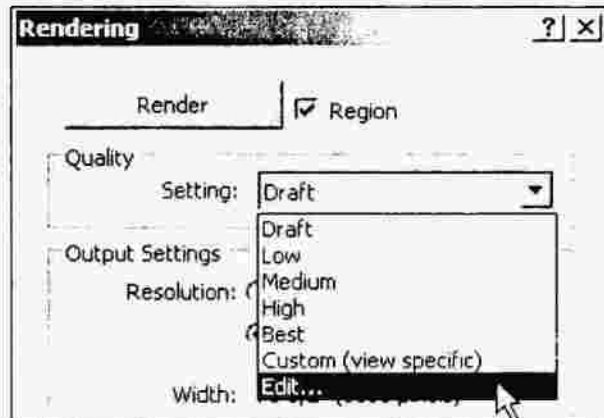 Rendering ? ×
Render Region
Quality
Setting: Draft
Draft
Output Settings
Low
Resolution:
Medium
High
Best
Custom (view specific)
Edit...
Width: